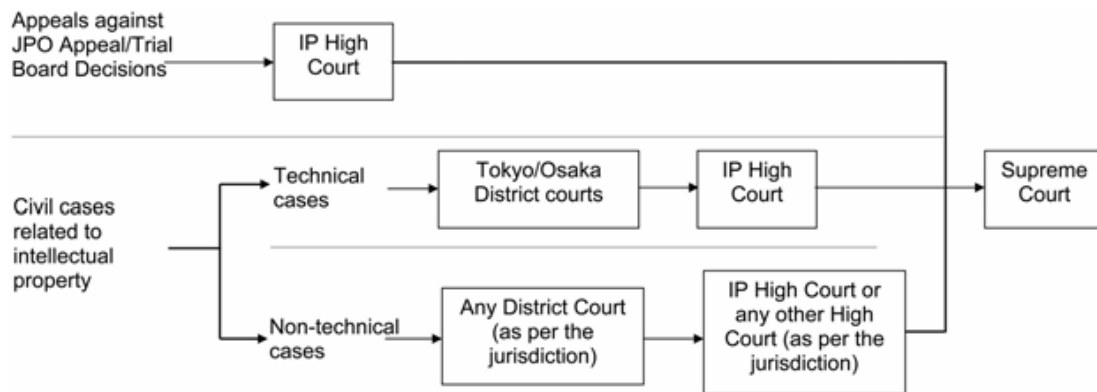 Appeals against
JPO Appeal/Trial
Board Decisions
IP High
Court
Civil cases
related to
intellectual
property
Technical
cases
Tokyo/Osaka
District courts
IP High
Court
Supreme
Court
Non-technical
cases
Any District Court
(as per the
jurisdiction)
IP High Court or
any other High
Court (as per the
jurisdiction)